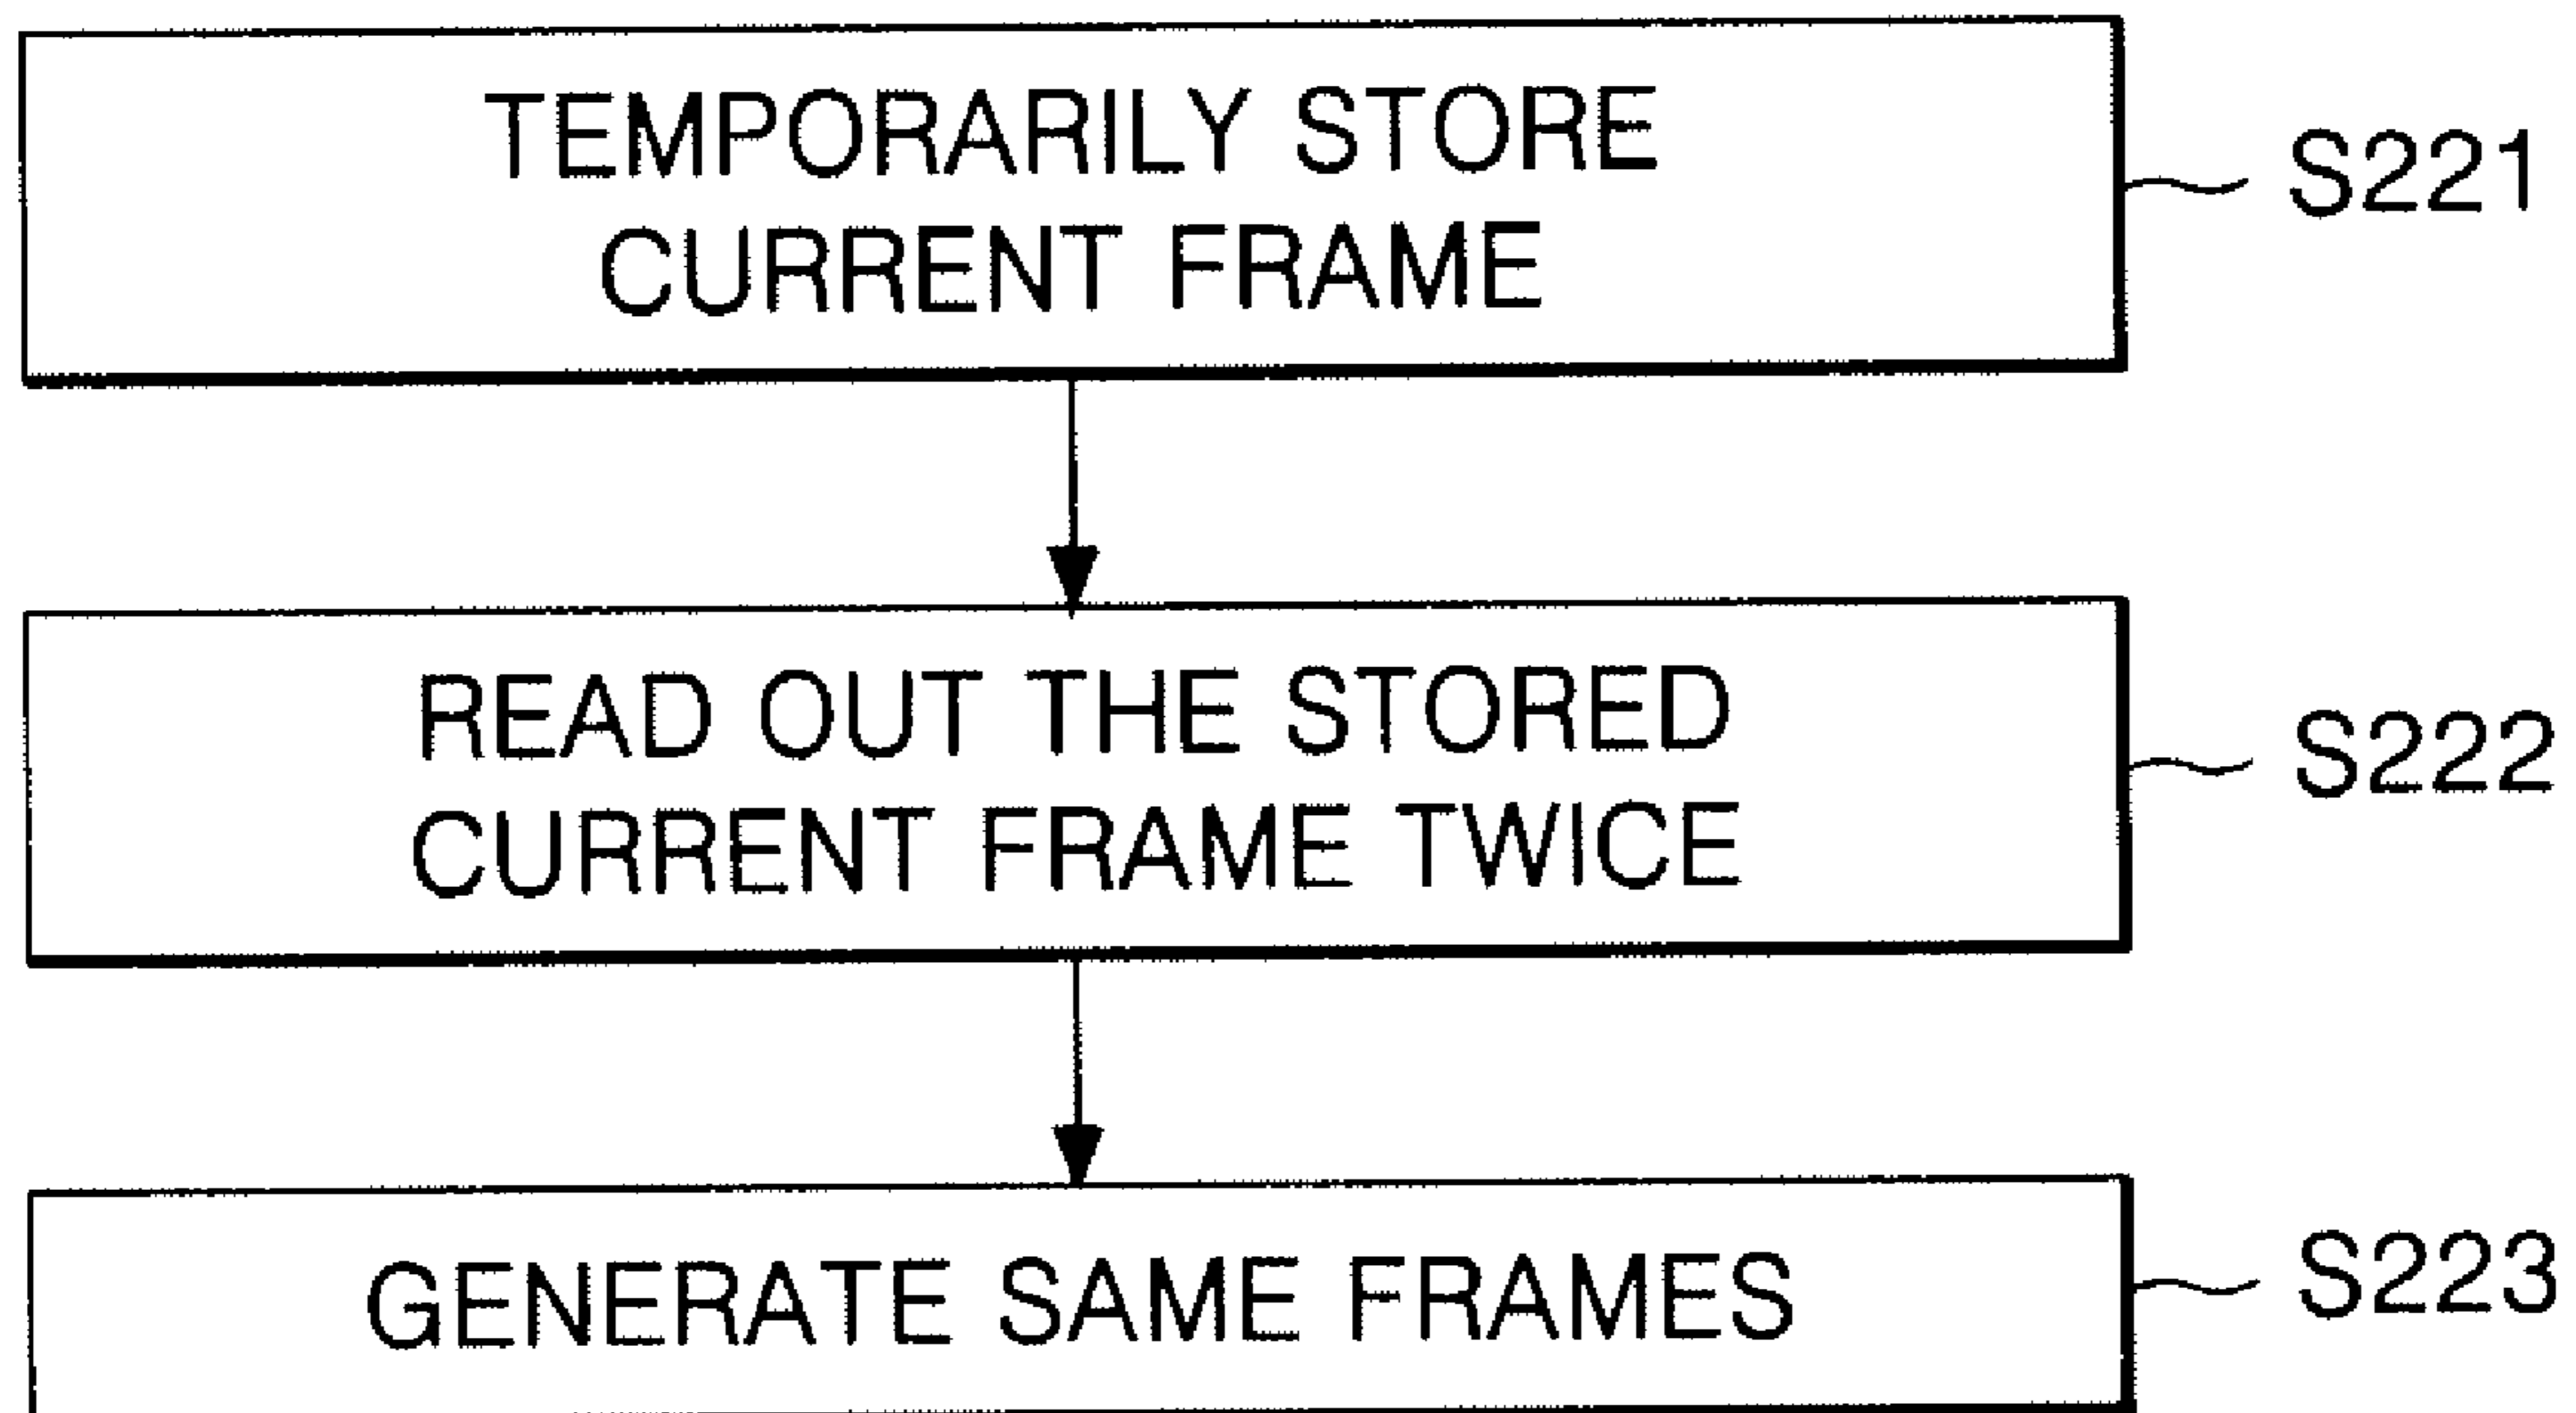 TEMPORARILY STORE
CURRENT FRAME
S221
READ OUT THE STORED
CURRENT FRAME TWICE
S222
GENERATE SAME FRAMES
S223